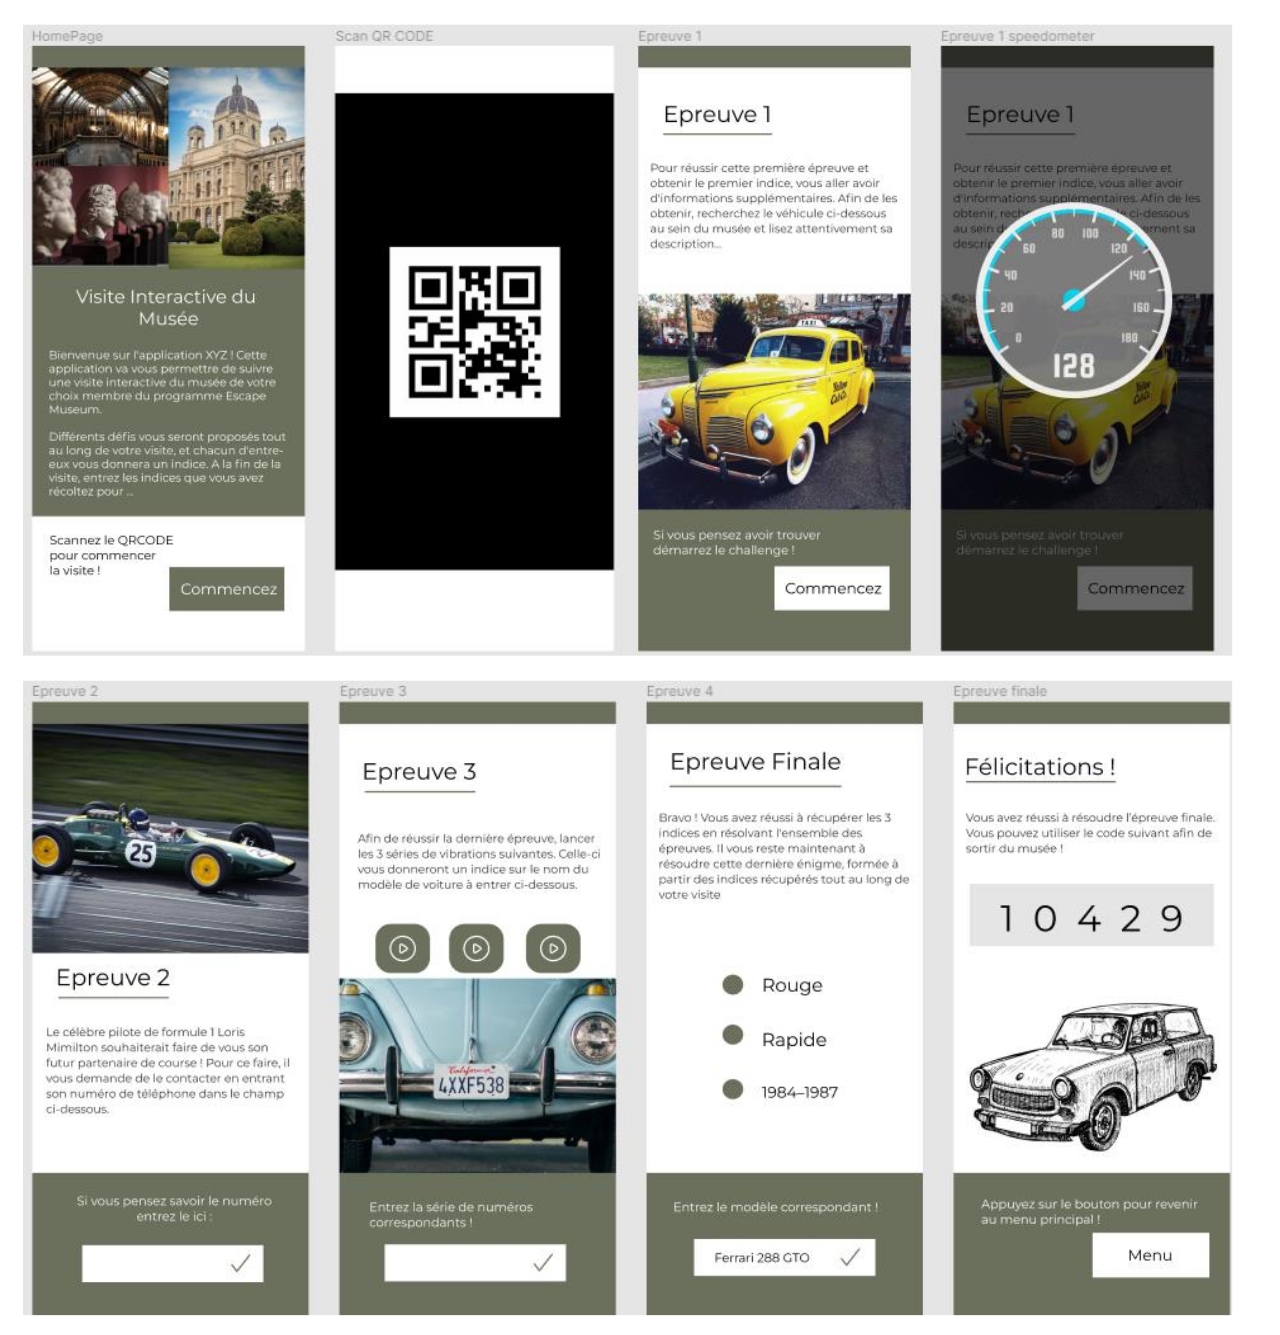 HomePage
Visite Interactive du
Musée
Bienvenue sur l'application XYZ ! Cette
application va vous permettre de suivre
une visite interactive du musée de votre
choix membre du programme Escape
Museum.
Différents défis vous seront proposés tout
au long de votre visite, et chacun d'entre-
eux vous donnera un indice. A la fin de la
visite, entrez les indices que vous avez
récoltez pour ...
Scannez le QRCODE
pour commencer
la visite !
Commencez
Scan QR CODE
Epreuve 1
Epreuve 1
Pour réussir cette première épreuve et
obtenir le premier indice, vous aller avoir
d'informations supplémentaires. Afin de les
obtenir, recherchez le véhicule ci-dessous
au sein du musée et lisez attentivement sa
description...
TAXI
Yellow
Cab Co.
Si vous pensez avoir trouver
démarrez le challenge !
Commencez
Epreuve 1 speedometer
Epreuve 1
Pour réussir cette première épreuve et
obtenir le premier indice, vous aller avoir
d'informations supplémentaires. Afin de les
obtenir, rech e ci-dessous
au sein d ment sa
descrip
0 20 40 60 80 100 120 140 160 180
128
Si vous pensez avoir trouver
démarrez le challenge !
Commencez
Epreuve 2
25
Epreuve 2
Le célèbre pilote de formule 1 Loris
Mimilton souhaiterait faire de vous son
futur partenaire de course ! Pour ce faire, il
vous demande de le contacter en entrant
son numéro de téléphone dans le champ
ci-dessous.
Si vous pensez savoir le numéro
entrez le ici :
Epreuve 3
Epreuve 3
Afin de réussir la dernière épreuve, lancer
les 3 séries de vibrations suivantes. Celle-ci
vous donneront un indice sur le nom du
modèle de voiture à entrer ci-dessous.
California
4XXF538
Entrez la série de numéros
correspondants !
Epreuve 4
Epreuve Finale
Bravo ! Vous avez réussi à récupérer les 3
indices en résolvant l'ensemble des
épreuves. Il vous reste maintenant à
résoudre cette dernière énigme, formée à
partir des indices récupérés tout au long de
votre visite
Rouge
Rapide
1984–1987
Entrez le modèle correspondant !
Ferrari 288 GTO
Epreuve finale
Félicitations !
Vous avez réussi à résoudre l'épreuve finale.
Vous pouvez utiliser le code suivant afin de
sortir du musée !
1 0 4 2 9
Appuyez sur le bouton pour revenir
au menu principal !
Menu